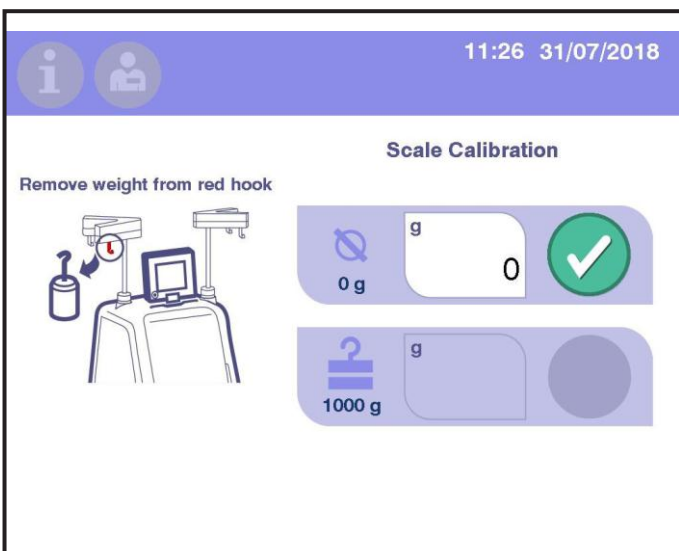 11:26 31/07/2018
Scale Calibration
Remove weight from red hook
g
0
0 g
g
1000 g